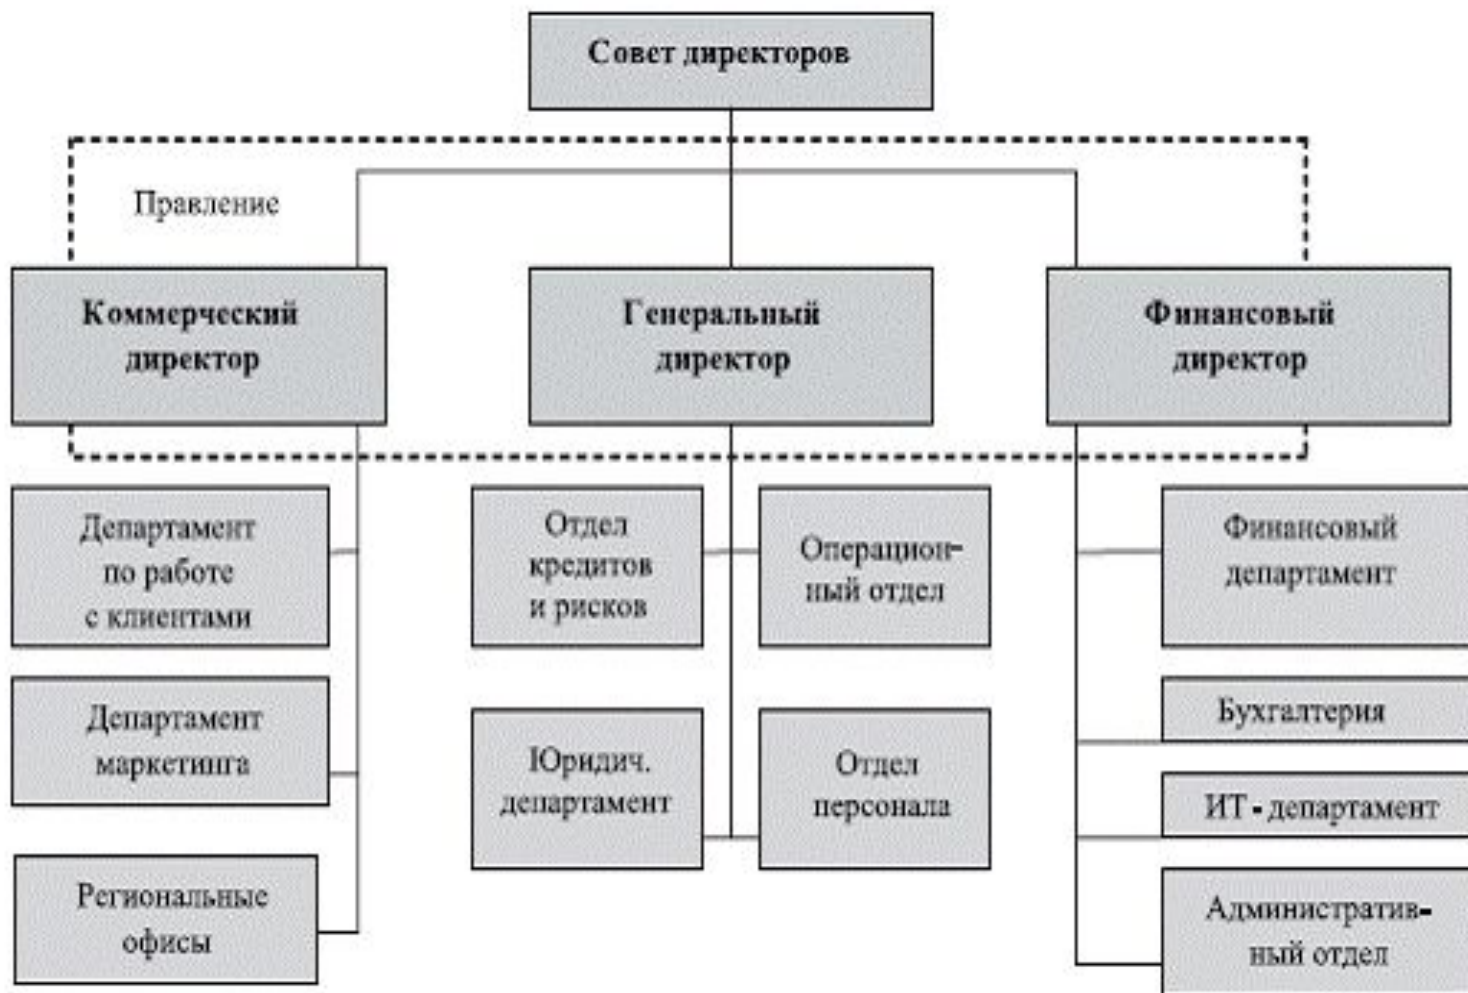 Совет директоров
Правление
Коммерческий
директор
Генеральный
директор
Финансовый
директор
Департамент
по работе
с клиентами
Департамент
маркетинга
Региональные
офисы
Отдел
кредитов
и рисков
Операцион-
ный отдел
Юридич.
департамент
Отдел
персонала
Финансовый
департамент
Бухгалтерия
ИТ - департамент
Административ-
ный отдел